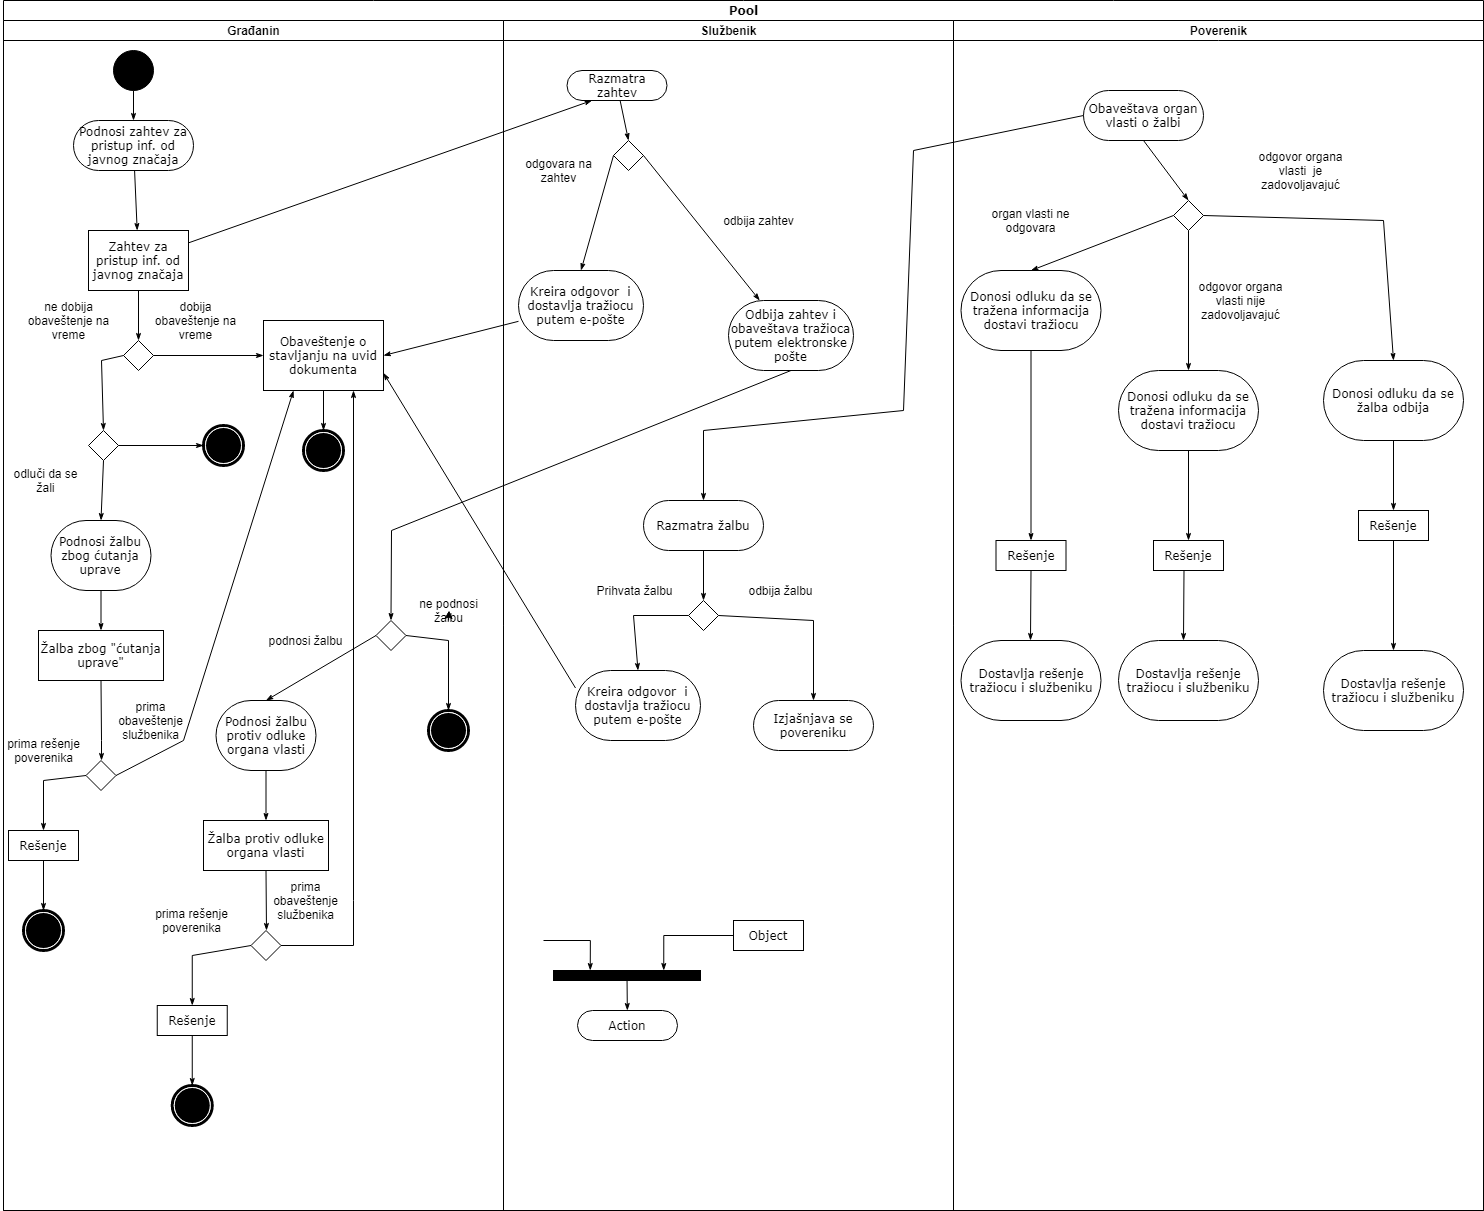 Pool
Građanin
Službenik
Poverenik
Podnosi zahtev za
pristup inf. od
javnog značaja
Zahtev za
pristup inf. od
javnog značaja
ne dobija
obaveštenje na
vreme
dobija
obaveštenje na
vreme
Obaveštenje o
stavljanju na uvid
dokumenta
odluči da se
žali
Podnosi žalbu
zbog ćutanja
uprave
Žalba zbog "ćutanja
uprave"
prima
obaveštenje
službenika
prima rešenje
poverenika
Rešenje
ne podnosi
žalbu
podnosi žalbu
Podnosi žalbu
protiv odluke
organa vlasti
Žalba protiv odluke
organa vlasti
prima
obaveštenje
službenika
prima rešenje
poverenika
Rešenje
Razmatra
zahtev
odgovara na
zahtev
odbija zahtev
Kreira odgovor i
dostavlja tražiocu
putem e-pošte
Odbija zahtev i
obaveštava tražioca
putem elektronske
pošte
Razmatra žalbu
Prihvata žalbu
odbija žalbu
Kreira odgovor i
dostavlja tražiocu
putem e-pošte
Izjašnjava se
povereniku
Object
Action
Obaveštava organ
vlasti o žalbi
odgovor organa
vlasti je
zadovoljavajuć
organ vlasti ne
odgovara
odgovor organa
vlasti nije
zadovoljavajuć
Donosi odluku da se
tražena informacija
dostavi tražiocu
Donosi odluku da se
tražena informacija
dostavi tražiocu
Donosi odluku da se
žalba odbija
Rešenje
Rešenje
Rešenje
Dostavlja rešenje
tražiocu i službeniku
Dostavlja rešenje
tražiocu i službeniku
Dostavlja rešenje
tražiocu i službeniku